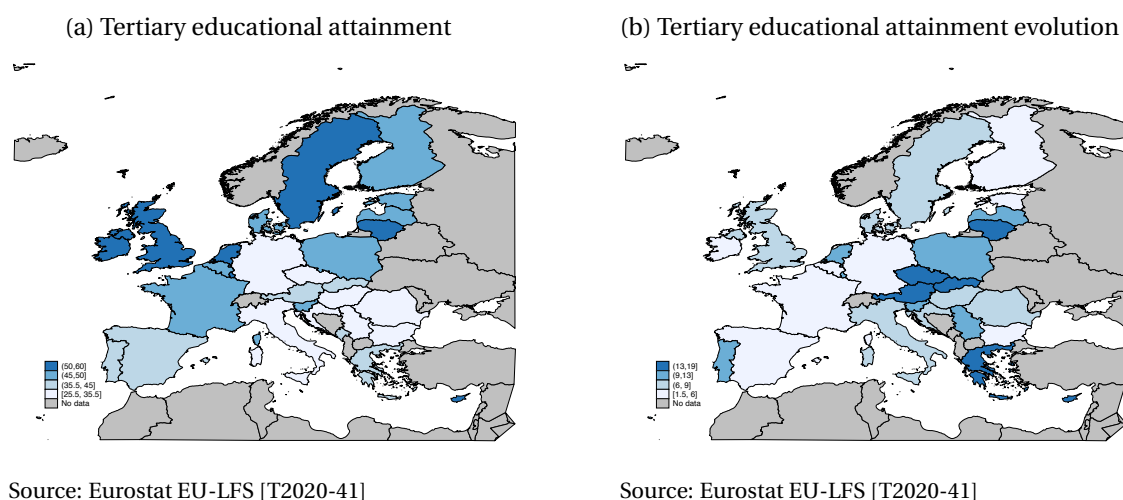 (a) Tertiary educational attainment
(b) Tertiary educational attainment evolution
(50,60]
(45,50]
(35.5, 45]
[25.5, 35.5]
No data
(13,19]
(9,13]
(6, 9]
[1.5, 6]
No data
Source: Eurostat EU-LFS [T2020-41]
Source: Eurostat EU-LFS [T2020-41]